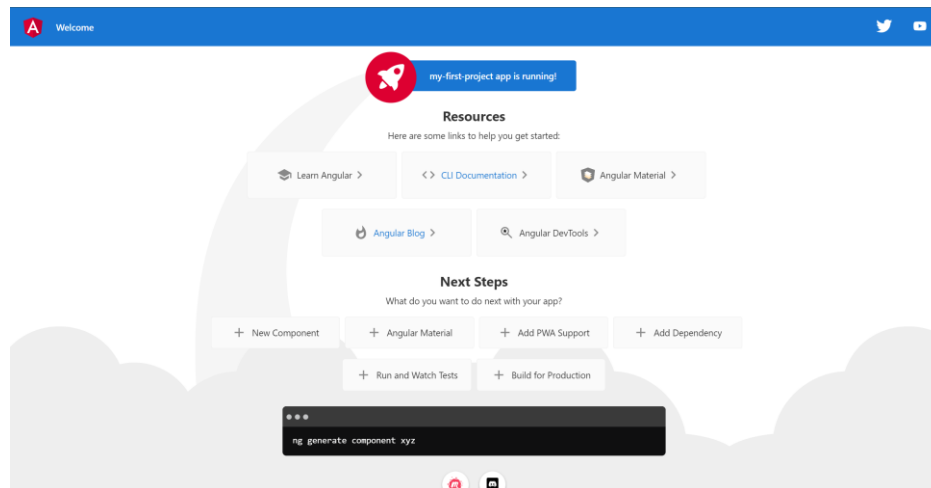 Welcome
my-first-project app is running!
Resources
Here are some links to help you get started:
Learn Angular
CLI Documentation
Angular Material
Angular Blog
Angular DevTools
Next Steps
What do you want to do next with your app?
New Component
Angular Material
Add PWA Support
Add Dependency
Run and Watch Tests
Build for Production
ng generate component xyz